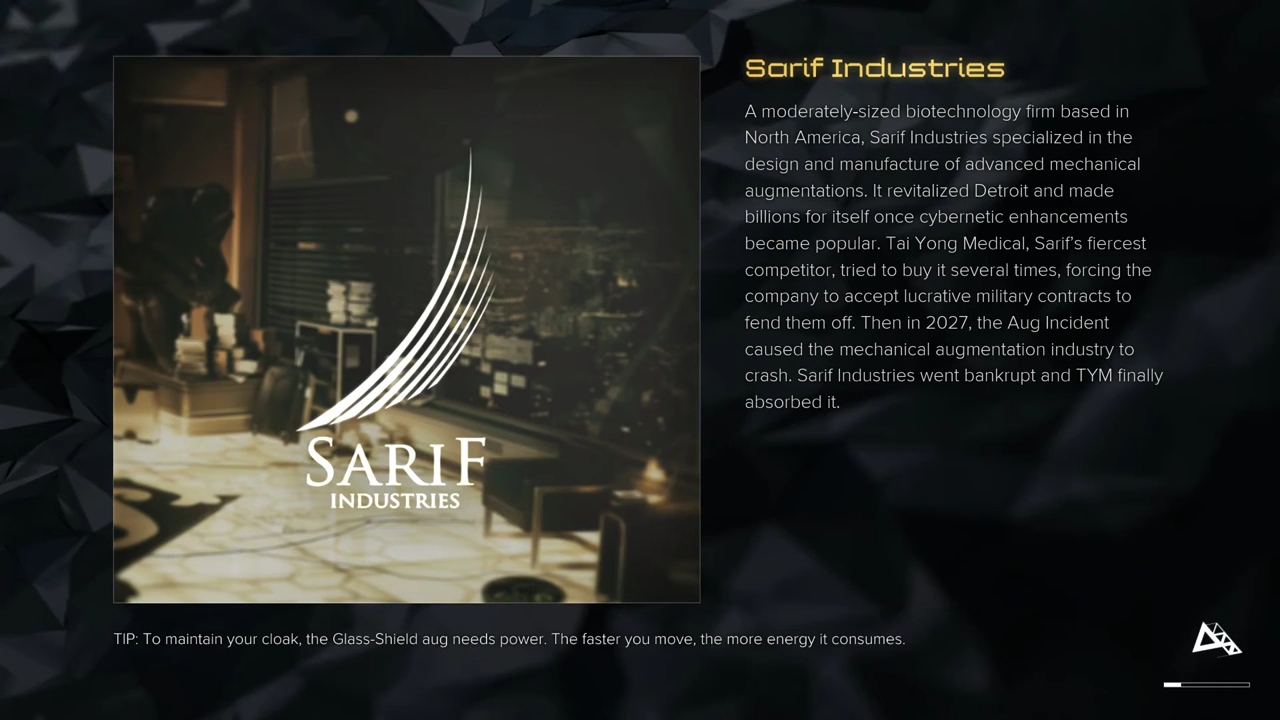 Sarif Industries
A moderately-sized biotechnology firm based in
North America, Sarif Industries specialized in the
design and manufacture of advanced mechanical
augmentations. It revitalized Detroit and made
billions for itself once cybernetic enhancements
became popular. Tai Yong Medical, Sarif's fiercest
competitor, tried to buy it several times, forcing the
company to accept lucrative military contracts to
fend them off. Then in 2027, the Aug Incident
caused the mechanical augmentation industry to
crash. Sarif Industries went bankrupt and TYM finally
absorbed it.
SARIF
INDUSTRIES
TIP: To maintain your cloak, the Glass-Shield aug needs power. The faster you move, the more energy it consumes.